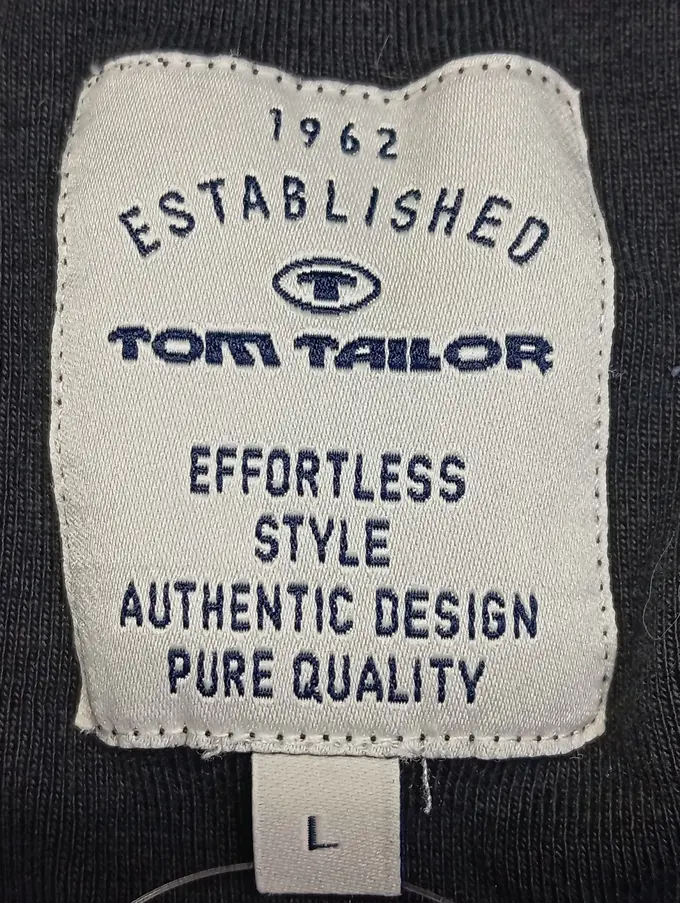 1962
ESTABLISHED
T
TOM TAILOR
EFFORTLESS
STYLE
AUTHENTIC DESIGN
PURE QUALITY
L